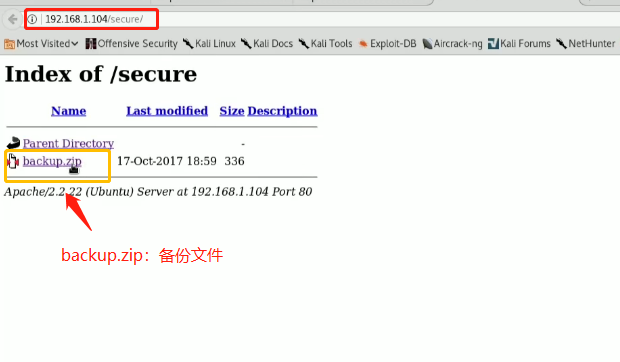 192.168.1.104/secure/
Most Visited Offensive Security Kali Linux Kali Docs Kali Tools Exploit-DB Aircrack-ng Kali Forums NetHunter
Index of /secure
Name Last modified Size Description
Parent Directory -
backup.zip 17-Oct-2017 18:59 336
Apache/2.2.22 (Ubuntu) Server at 192.168.1.104 Port 80
backup.zip：备份文件